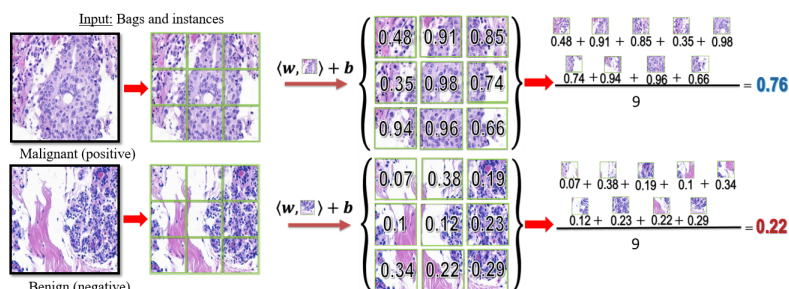 Input: Bags and instances
Malignant (positive)
⟨w, ⟩ + b
0.48 0.91 0.85
0.35 0.98 0.74
0.94 0.96 0.66
0.48 + 0.91 + 0.85 + 0.35 + 0.98
0.74 + 0.94 + 0.96 + 0.66
9
= 0.76
Benign (negative)
⟨w, ⟩ + b
0.07 0.38 0.19
0.1 0.12 0.23
0.34 0.22 0.29
0.07 + 0.38 + 0.19 + 0.1 + 0.34
0.12 + 0.23 + 0.22 + 0.29
9
= 0.22